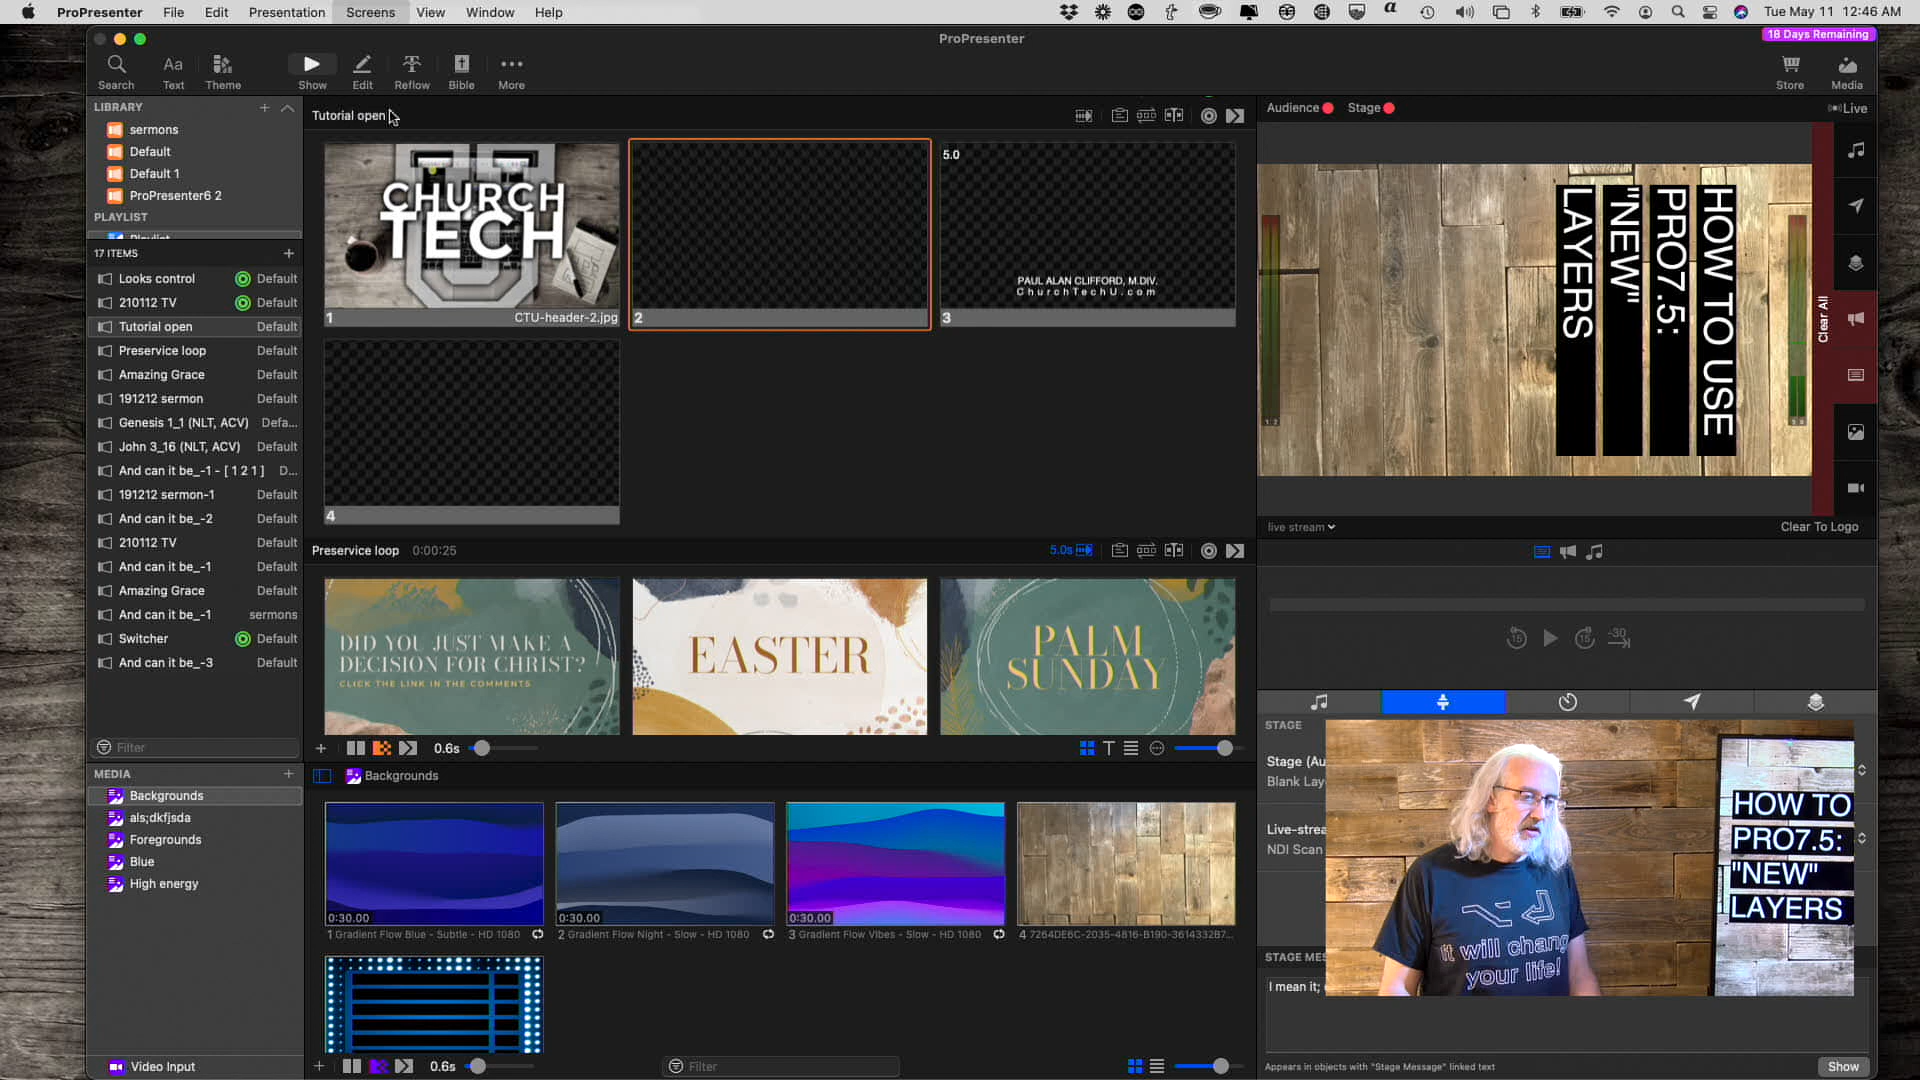 ProPresenter File Edit Presentation Screens View Window Help
Tue May 11 12:46 AM
ProPresenter
18 Days Remaining
Search Text Theme Show Edit Reflow Bible More Store Media
LIBRARY
sermons
Default
Default 1
ProPresenter6 2
PLAYLIST
Playlist
17 ITEMS
Looks control Default
210112 TV Default
Tutorial open Default
Preservice loop Default
Amazing Grace Default
191212 sermon Default
Genesis 1_1 (NLT, ACV) Defa...
John 3_16 (NLT, ACV) Default
And can it be_-1 - [ 1 2 1 ] D...
191212 sermon-1 Default
And can it be_-2 Default
210112 TV Default
And can it be_-1 Default
Amazing Grace Default
And can it be_-1 sermons
Switcher Default
And can it be_-3 Default
Filter
MEDIA
Backgrounds
als;dkfjsda
Foregrounds
Blue
High energy
Video Input
Tutorial open
CHURCH
TECH
1 CTU-header-2.jpg
2
5.0
PAUL ALAN CLIFFORD, M.DIV.
ChurchTechU.com
3
4
Preservice loop 0:00:25
5.0s
DID YOU JUST MAKE A
DECISION FOR CHRIST?
CLICK THE LINK IN THE COMMENTS
EASTER
PALM
SUNDAY
0.6s
Backgrounds
0:30.00
1 Gradient Flow Blue - Subtle - HD 1080
0:30.00
2 Gradient Flow Night - Slow - HD 1080
0:30.00
3 Gradient Flow Vibes - Slow - HD 1080
4 7264DE6C-2035-4816-B190-3614332B7...
0.6s
Filter
Audience Stage Live
HOW TO USE
PRO7.5:
"NEW"
LAYERS
Clear All
live stream Clear To Logo
15 15 -30
STAGE
Stage (Au
Blank Lay
Live-strea
NDI Scan
HOW TO
PRO7.5:
"NEW"
LAYERS
it will chang
your life!
STAGE MES
I mean it;
Appears in objects with "Stage Message" linked text
Show